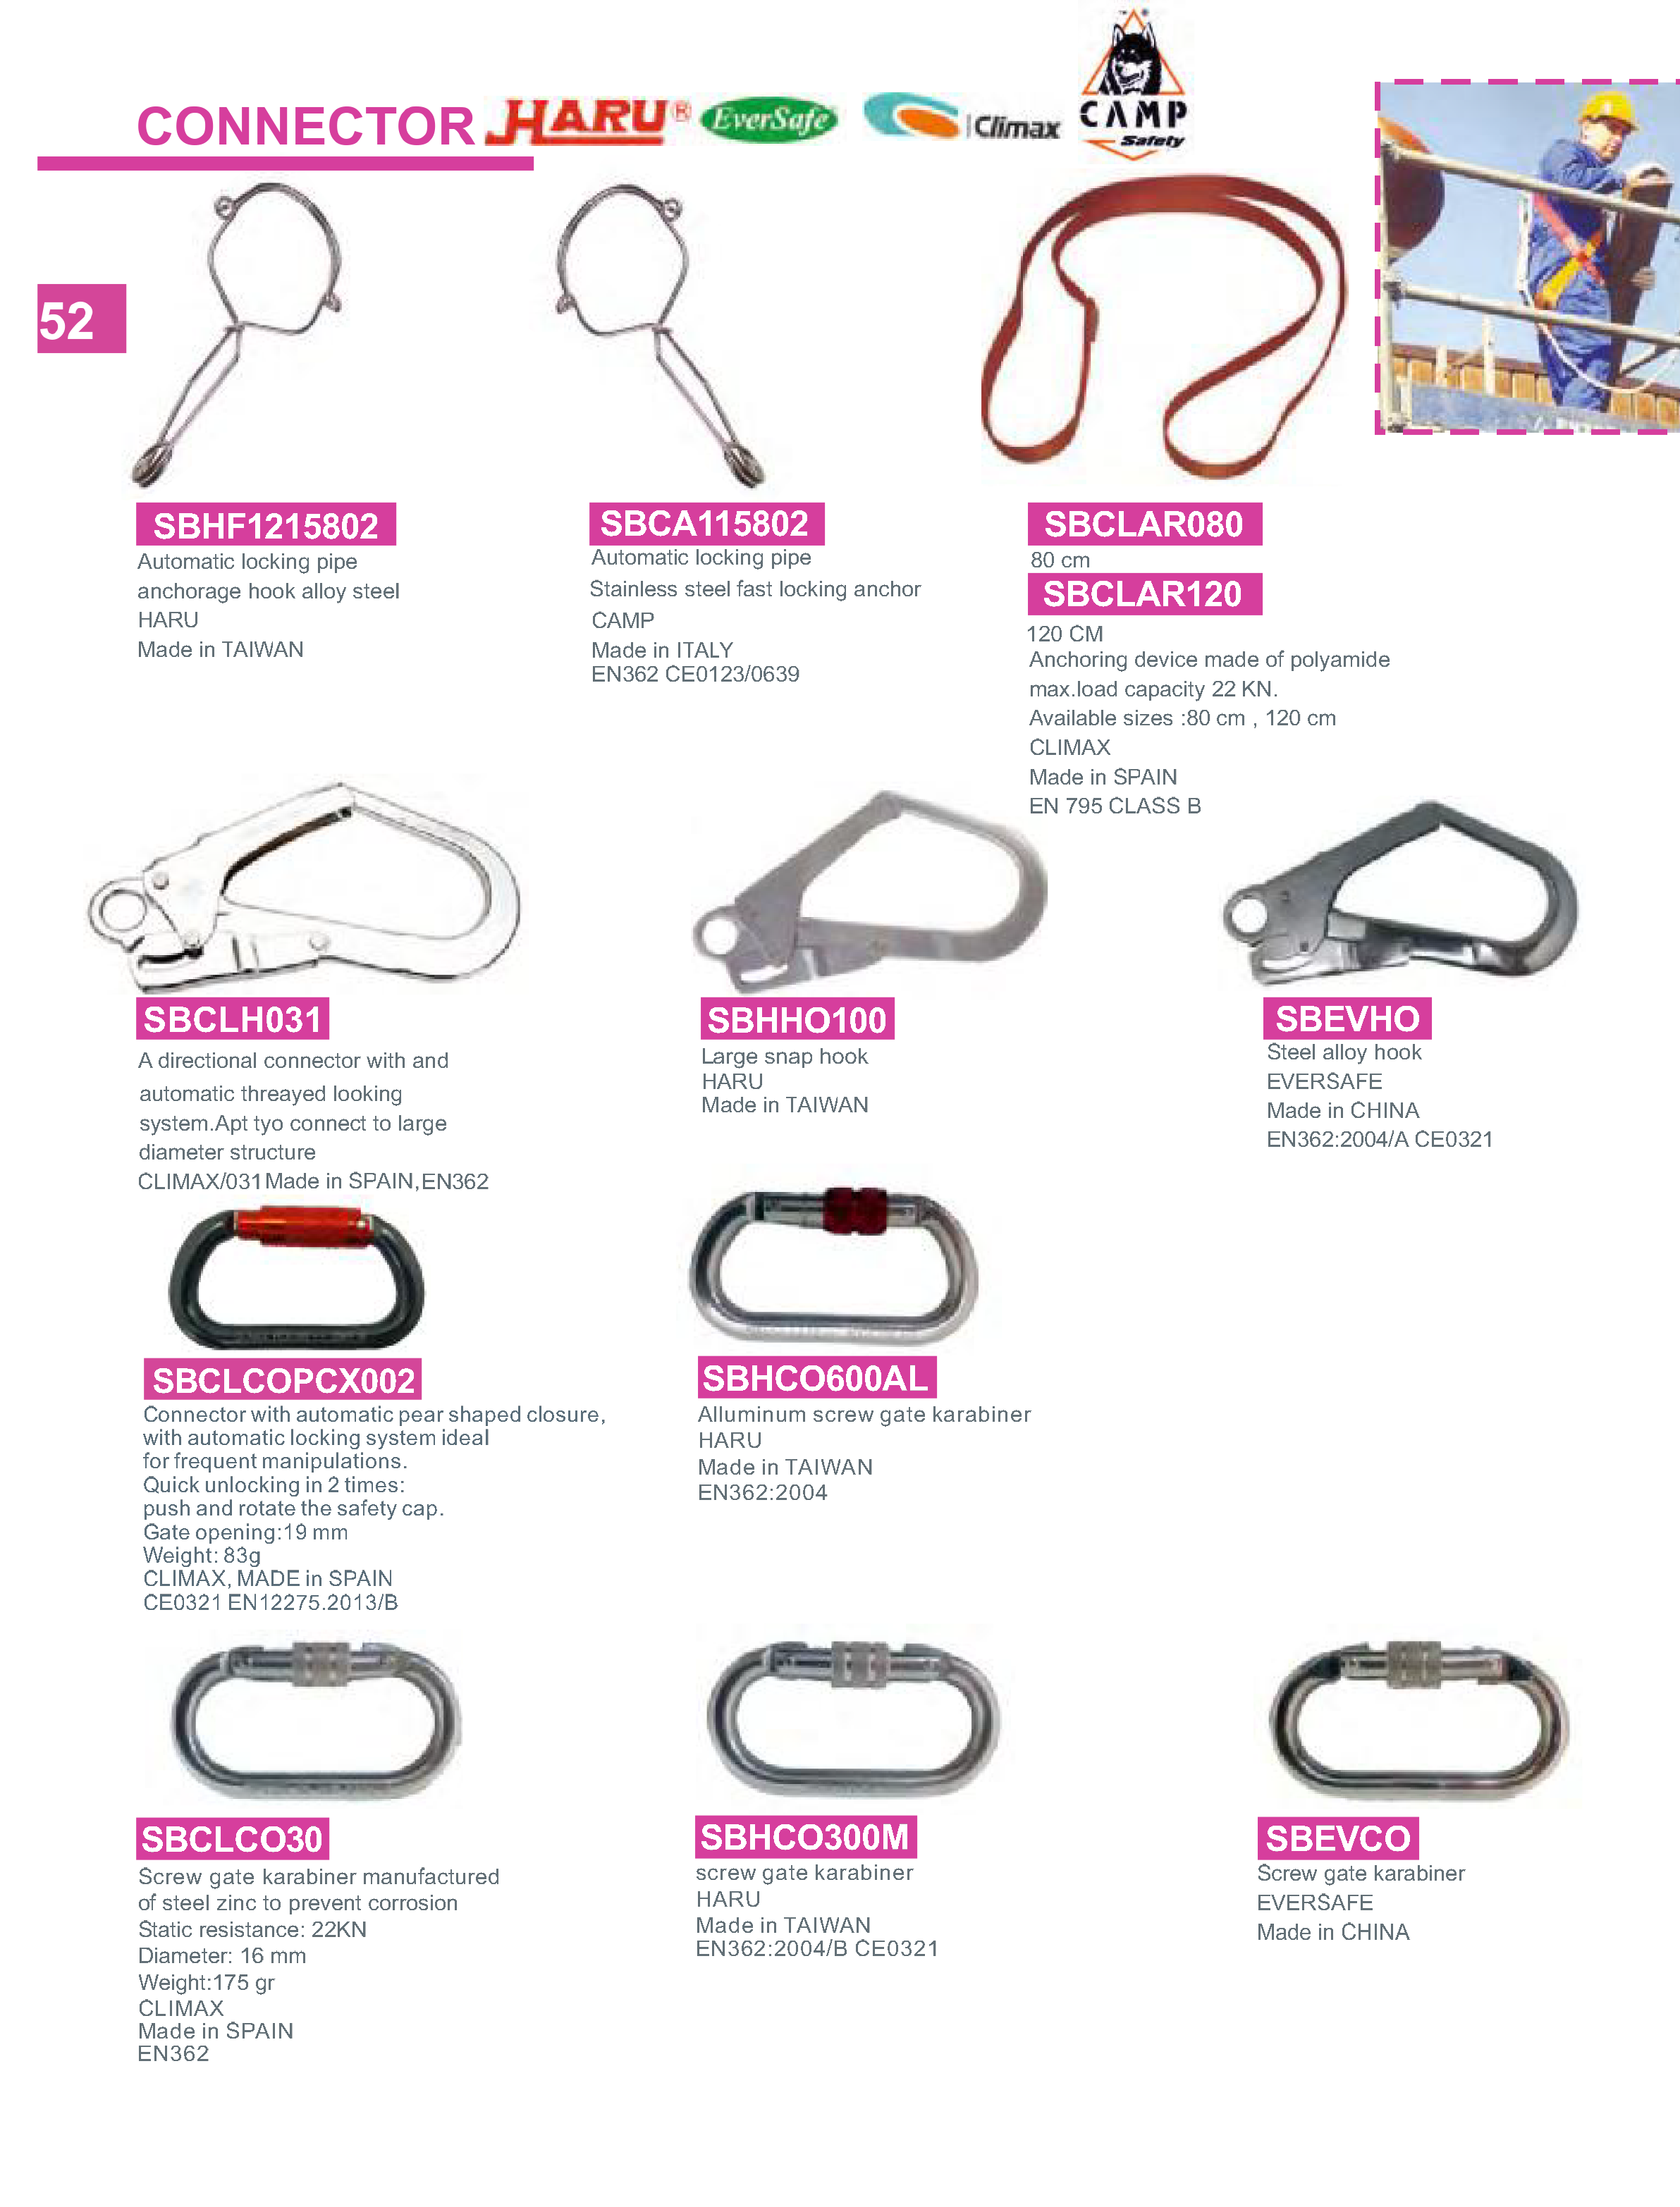 CONNECTOR
HARU®
EverSafe
Climax
CAMP
Safety
52
SBHF1215802
Automatic locking pipe
anchorage hook alloy steel
HARU
Made in TAIWAN
SBCA115802
Automatic locking pipe
Stainless steel fast locking anchor
CAMP
Made in ITALY
EN362 CE0123/0639
SBCLAR080
80 cm
SBCLAR120
120 CM
Anchoring device made of polyamide
max.load capacity 22 KN.
Available sizes :80 cm , 120 cm
CLIMAX
Made in SPAIN
EN 795 CLASS B
SBCLH031
A directional connector with and
automatic threayed looking
system.Apt tyo connect to large
diameter structure
CLIMAX/031 Made in SPAIN,EN362
SBHHO100
Large snap hook
HARU
Made in TAIWAN
SBEVHO
Steel alloy hook
EVERSAFE
Made in CHINA
EN362:2004/A CE0321
SBCLCOPCX002
Connector with automatic pear shaped closure,
with automatic locking system ideal
for frequent manipulations.
Quick unlocking in 2 times:
push and rotate the safety cap.
Gate opening:19 mm
Weight: 83g
CLIMAX, MADE in SPAIN
CE0321 EN12275.2013/B
SBHCO600AL
Alluminum screw gate karabiner
HARU
Made in TAIWAN
EN362:2004
SBCLCO30
Screw gate karabiner manufactured
of steel zinc to prevent corrosion
Static resistance: 22KN
Diameter: 16 mm
Weight:175 gr
CLIMAX
Made in SPAIN
EN362
SBHCO300M
screw gate karabiner
HARU
Made in TAIWAN
EN362:2004/B CE0321
SBEVCO
Screw gate karabiner
EVERSAFE
Made in CHINA